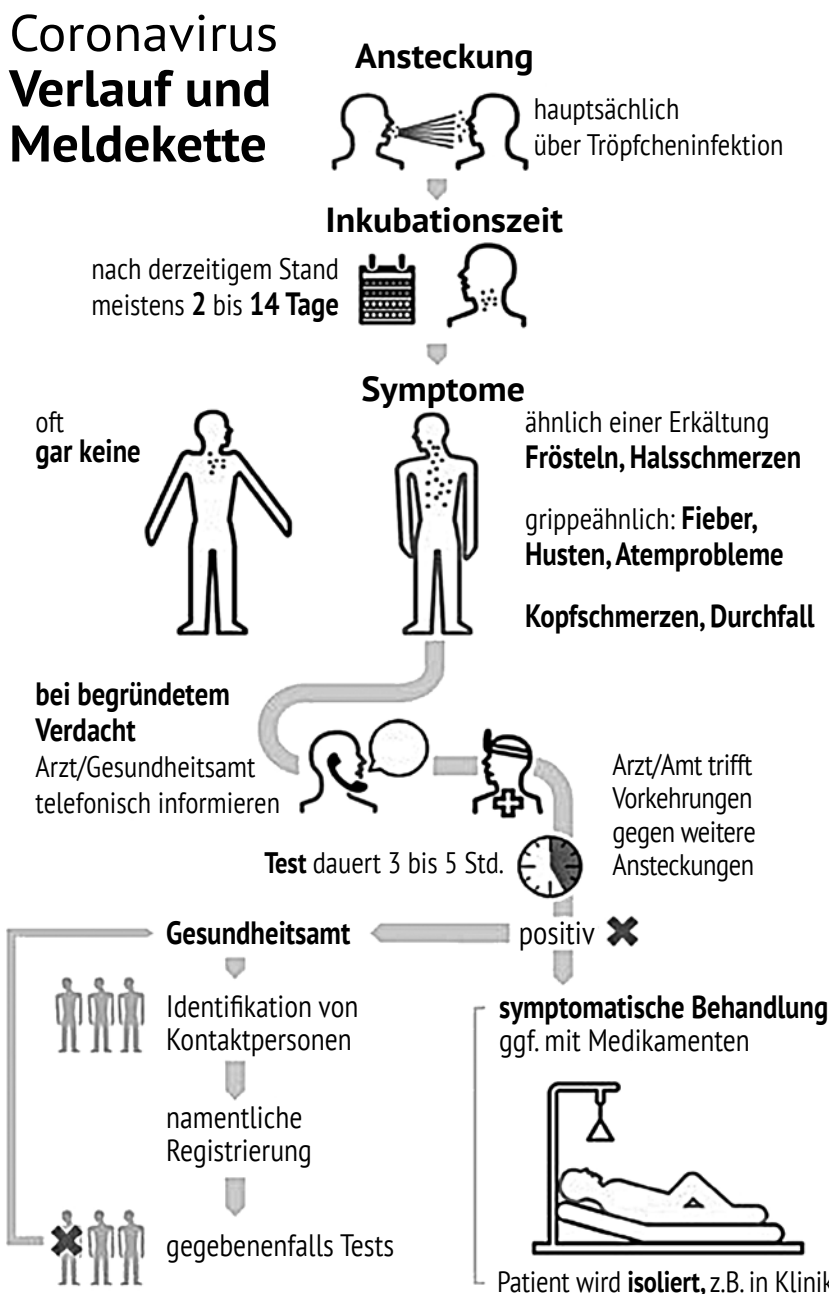 Coronavirus
Verlauf und
Meldekette
Ansteckung
hauptsächlich
über Tröpfcheninfektion
Inkubationszeit
nach derzeitigem Stand
meistens 2 bis 14 Tage
Symptome
oft
gar keine
ähnlich einer Erkältung
Frösteln, Halsschmerzen
grippeähnlich: Fieber,
Husten, Atemprobleme
Kopfschmerzen, Durchfall
bei begründetem
Verdacht
Arzt/Gesundheitsamt
telefonisch informieren
Arzt/Amt trifft
Vorkehrungen
gegen weitere
Ansteckungen
Test dauert 3 bis 5 Std.
positiv
Gesundheitsamt
Identifikation von
Kontaktpersonen
namentliche
Registrierung
gegebenenfalls Tests
symptomatische Behandlung
ggf. mit Medikamenten
Patient wird isoliert, z.B. in Klinik